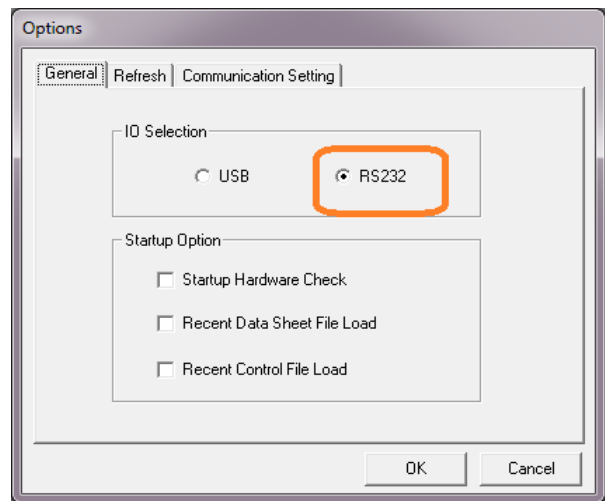 Options
General Refresh Communication Setting
IO Selection
USB RS232
Startup Option
Startup Hardware Check
Recent Data Sheet File Load
Recent Control File Load
OK Cancel